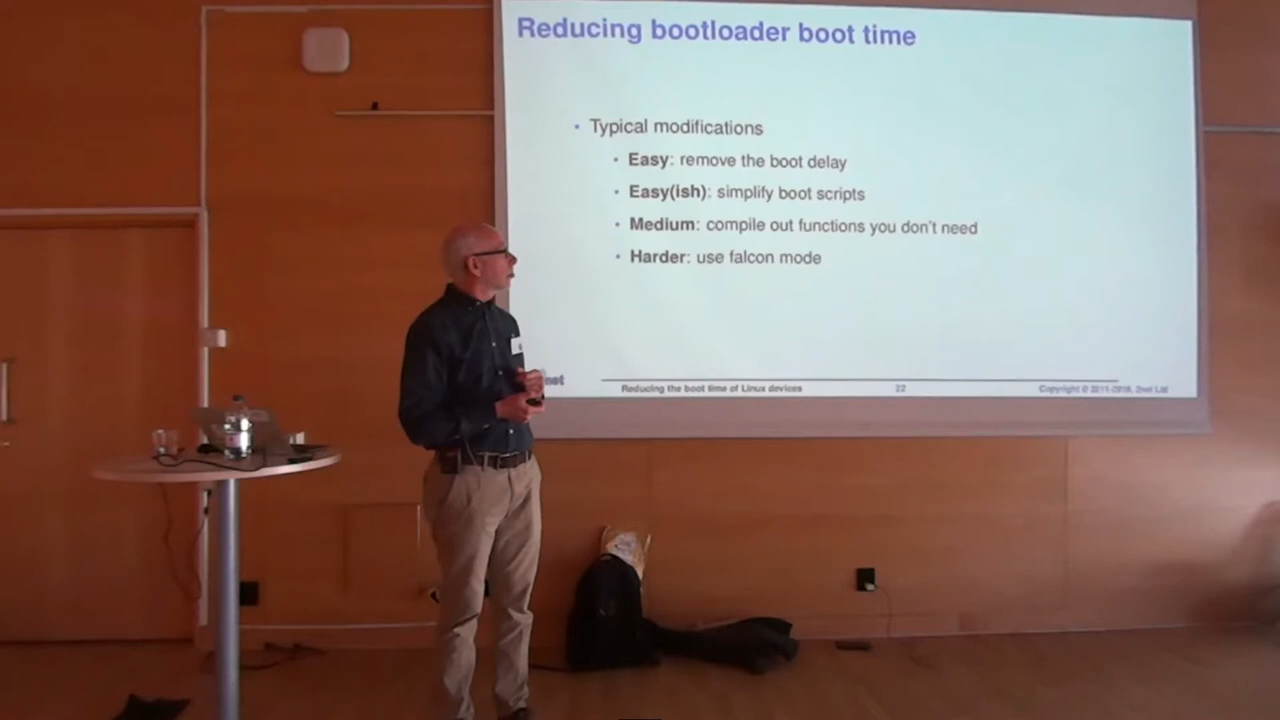 Reducing bootloader boot time
• Typical modifications
• Easy: remove the boot delay
• Easy(ish): simplify boot scripts
• Medium: compile out functions you don't need
• Harder: use falcon mode
net
Reducing the boot time of Linux devices
22
Copyright © 2011-2019, 2net Ltd